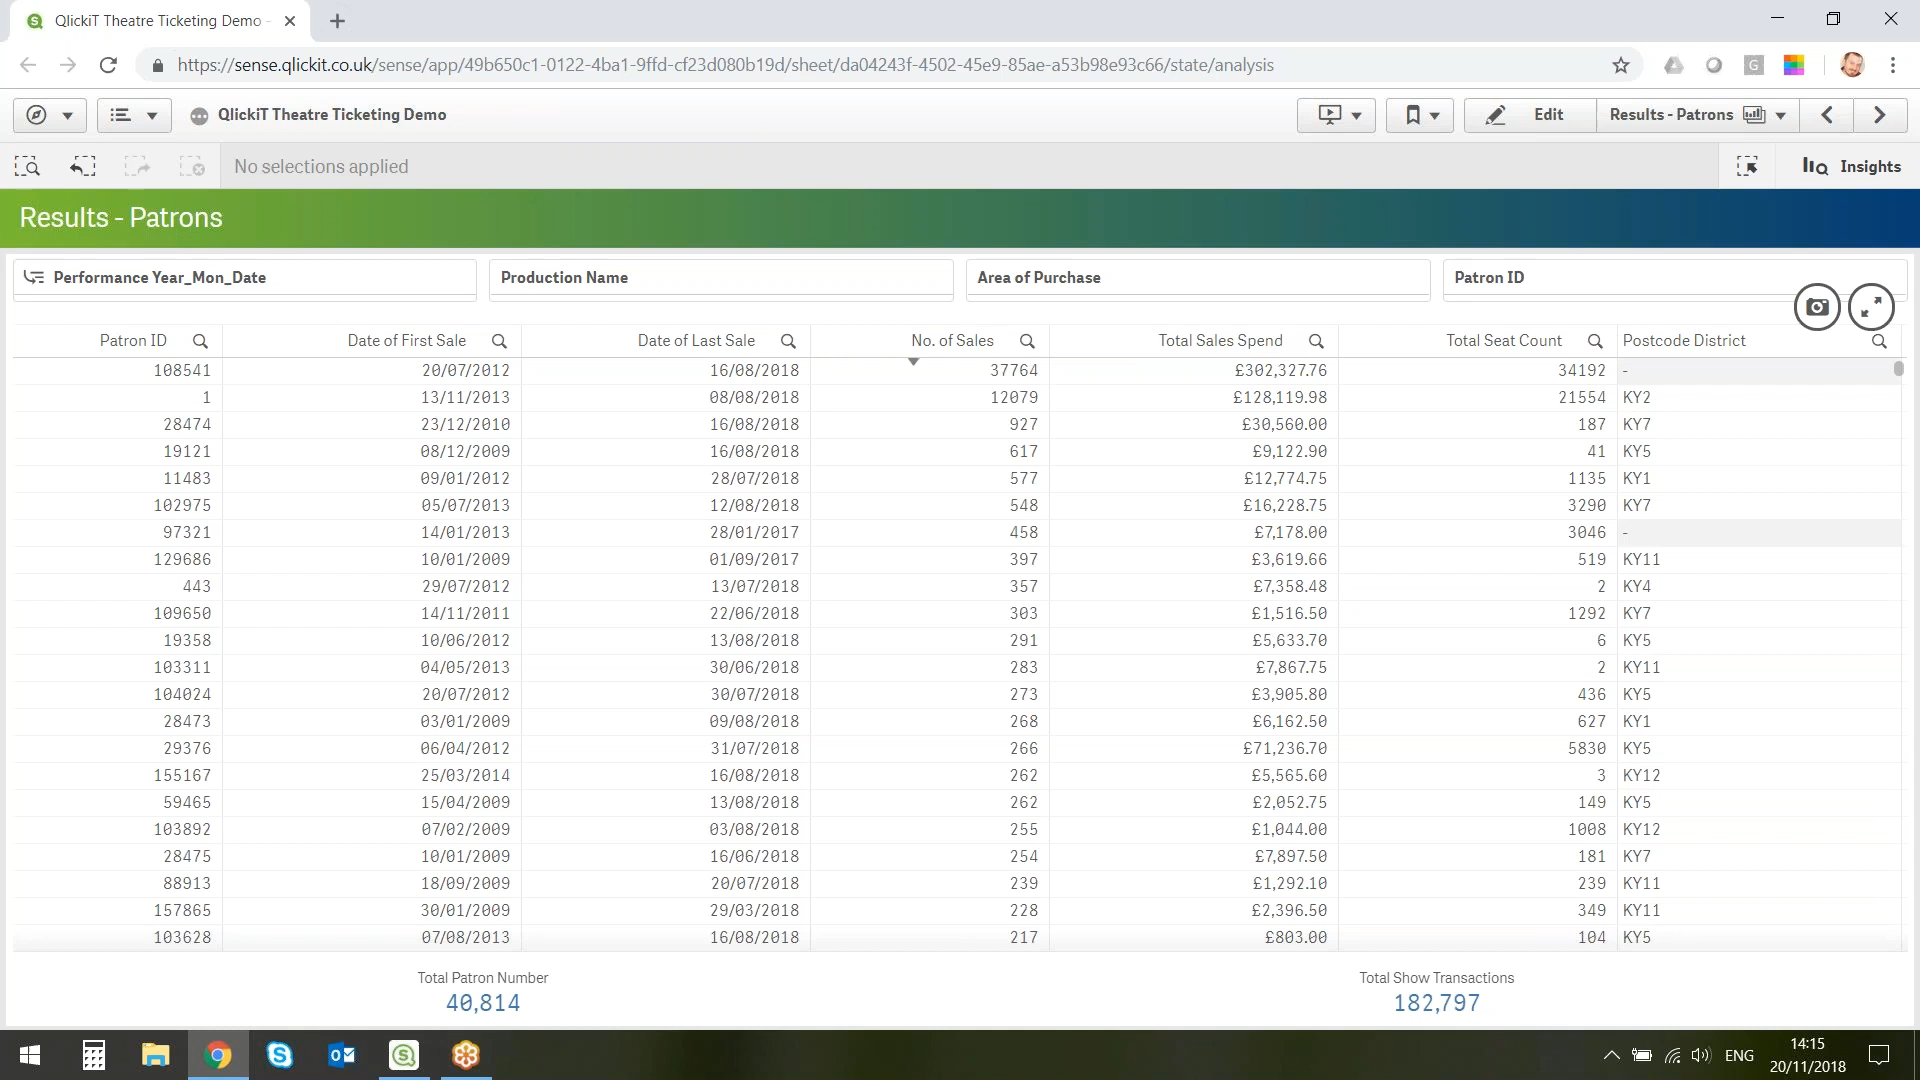 QlickiT Theatre Ticketing Demo -
https://sense.qlickit.co.uk/sense/app/49b650c1-0122-4ba1-9ffd-cf23d080b19d/sheet/da04243f-4502-45e9-85ae-a53b98e93c66/state/analysis
G
QlickiT Theatre Ticketing Demo
Edit
Results - Patrons
No selections applied
Insights
Results - Patrons
Performance Year_Mon_Date
Production Name
Area of Purchase
Patron ID
Patron ID Date of First Sale Date of Last Sale No. of Sales Total Sales Spend Total Seat Count Postcode District
108541 20/07/2012 16/08/2018 37764 £302,327.76 34192 -
1 13/11/2013 08/08/2018 12079 £128,119.98 21554 KY2
28474 23/12/2010 16/08/2018 927 £30,560.00 187 KY7
19121 08/12/2009 16/08/2018 617 £9,122.90 41 KY5
11483 09/01/2012 28/07/2018 577 £12,774.75 1135 KY1
102975 05/07/2013 12/08/2018 548 £16,228.75 3290 KY7
97321 14/01/2013 28/01/2017 458 £7,178.00 3046 -
129686 10/01/2009 01/09/2017 397 £3,619.66 519 KY11
443 29/07/2012 13/07/2018 357 £7,358.48 2 KY4
109650 14/11/2011 22/06/2018 303 £1,516.50 1292 KY7
19358 10/06/2012 13/08/2018 291 £5,633.70 6 KY5
103311 04/05/2013 30/06/2018 283 £7,867.75 2 KY11
104024 20/07/2012 30/07/2018 273 £3,905.80 436 KY5
28473 03/01/2009 09/08/2018 268 £6,162.50 627 KY1
29376 06/04/2012 31/07/2018 266 £71,236.70 5830 KY5
155167 25/03/2014 16/08/2018 262 £5,565.60 3 KY12
59465 15/04/2009 13/08/2018 262 £2,052.75 149 KY5
103892 07/02/2009 03/08/2018 255 £1,044.00 1008 KY12
28475 10/01/2009 16/06/2018 254 £7,897.50 181 KY7
88913 18/09/2009 20/07/2018 239 £1,292.10 239 KY11
157865 30/01/2009 29/03/2018 228 £2,396.50 349 KY11
103628 07/08/2013 16/08/2018 217 £803.00 104 KY5
Total Patron Number
40,814
Total Show Transactions
182,797
ENG
14:15
20/11/2018